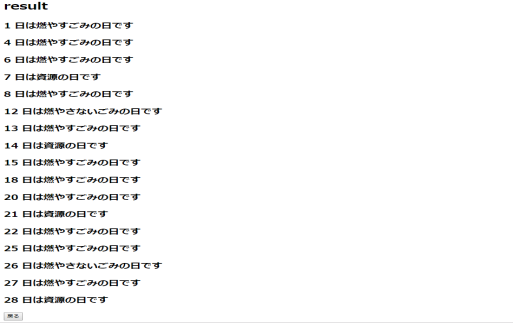 result
1 日は燃やすごみの日です
4 日は燃やすごみの日です
6 日は燃やすごみの日です
7 日は資源の日です
8 日は燃やすごみの日です
12 日は燃やさないごみの日です
13 日は燃やすごみの日です
14 日は資源の日です
15 日は燃やすごみの日です
18 日は燃やすごみの日です
20 日は燃やすごみの日です
21 日は資源の日です
22 日は燃やすごみの日です
25 日は燃やすごみの日です
26 日は燃やさないごみの日です
27 日は燃やすごみの日です
28 日は資源の日です
戻る